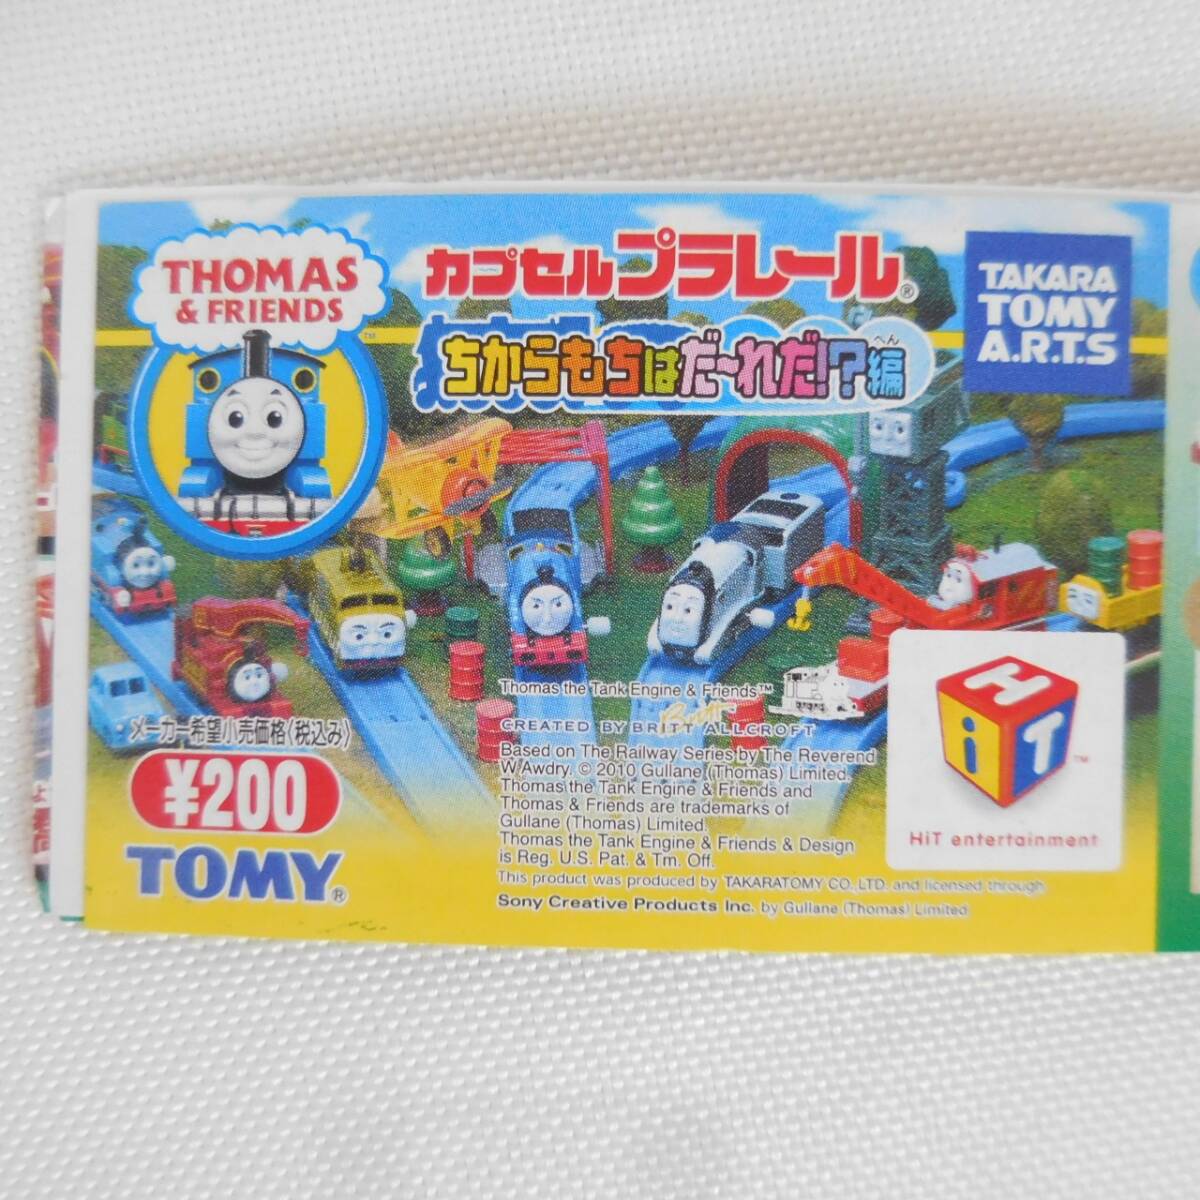 THOMAS
& FRIENDS
TM
カプセルプラレール®
ちからもちはだ~れだ!?編
へん
TAKARA
TOMY
A.R.T.S
メーカー希望小売価格〈税込み〉
¥200
TOMY®
Thomas the Tank Engine & Friends™
CREATED BY BRITT ALLCROFT
Based on The Railway Series by The Reverend
W Awdry. © 2010 Gullane (Thomas) Limited.
Thomas the Tank Engine & Friends and
Thomas & Friends are trademarks of
Gullane (Thomas) Limited.
Thomas the Tank Engine & Friends & Design
is Reg. U.S. Pat. & Tm. Off.
This product was produced by TAKARATOMY CO.,LTD. and licensed through
Sony Creative Products Inc. by Gullane (Thomas) Limited
HiT
TM
HiT entertainment